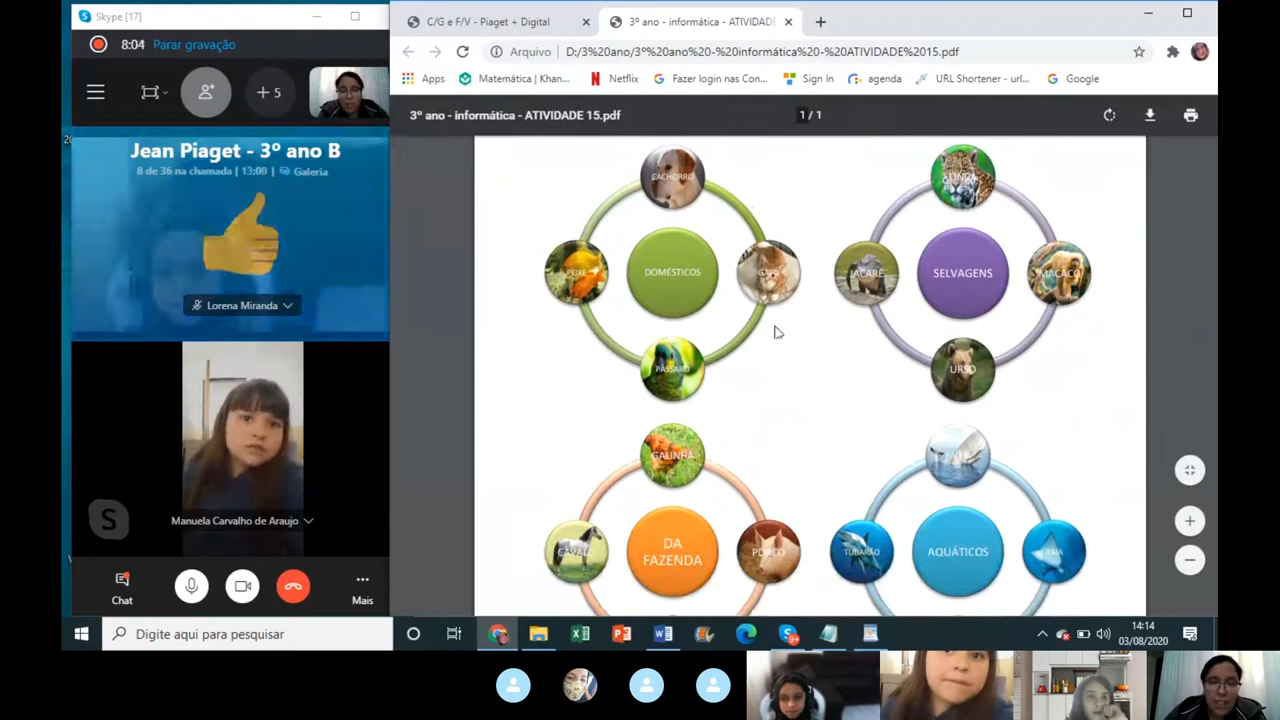 Skype [17]
8:04 Parar gravação
+ 5
Jean Piaget - 3º ano B
8 de 36 na chamada | 13:00 | Galeria
Lorena Miranda
Manuela Carvalho de Araujo
Chat
Mais
C/G e F/V - Piaget + Digital
3º ano - informática - ATIVIDADE
Arquivo
D:/3%20ano/3º%20ano%20-%20informática%20-%20ATIVIDADE%2015.pdf
Apps
Matemática | Khan...
Netflix
Fazer login nas Con...
Sign In
agenda
URL Shortener - url...
Google
3º ano - informática - ATIVIDADE 15.pdf
1 / 1
CACHORRO
PEIXE
DOMÉSTICOS
GATO
PÁSSARO
JACARÉ
SELVAGENS
MACACO
URSO
GALINHA
CAVALO
DA
FAZENDA
PORCO
TUBARÃO
AQUÁTICOS
Digite aqui para pesquisar
14:14
03/08/2020